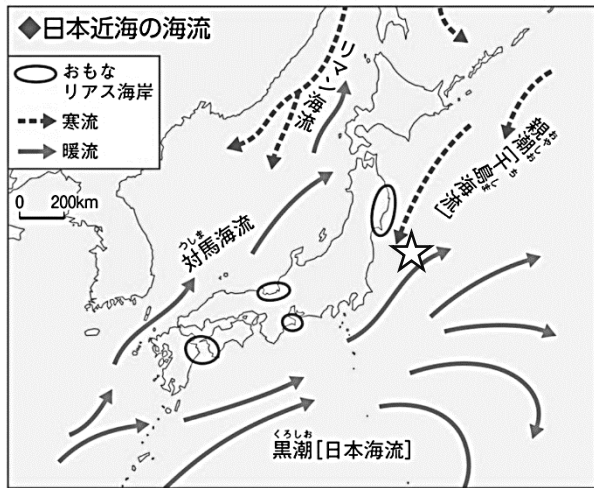 ◆日本近海の海流
おもな
リアス海岸
寒流
暖流
0 200km
リマン海流
親潮[千島海流]
おやしお
ちしま
対馬海流
つしま
黒潮[日本海流]
くろしお